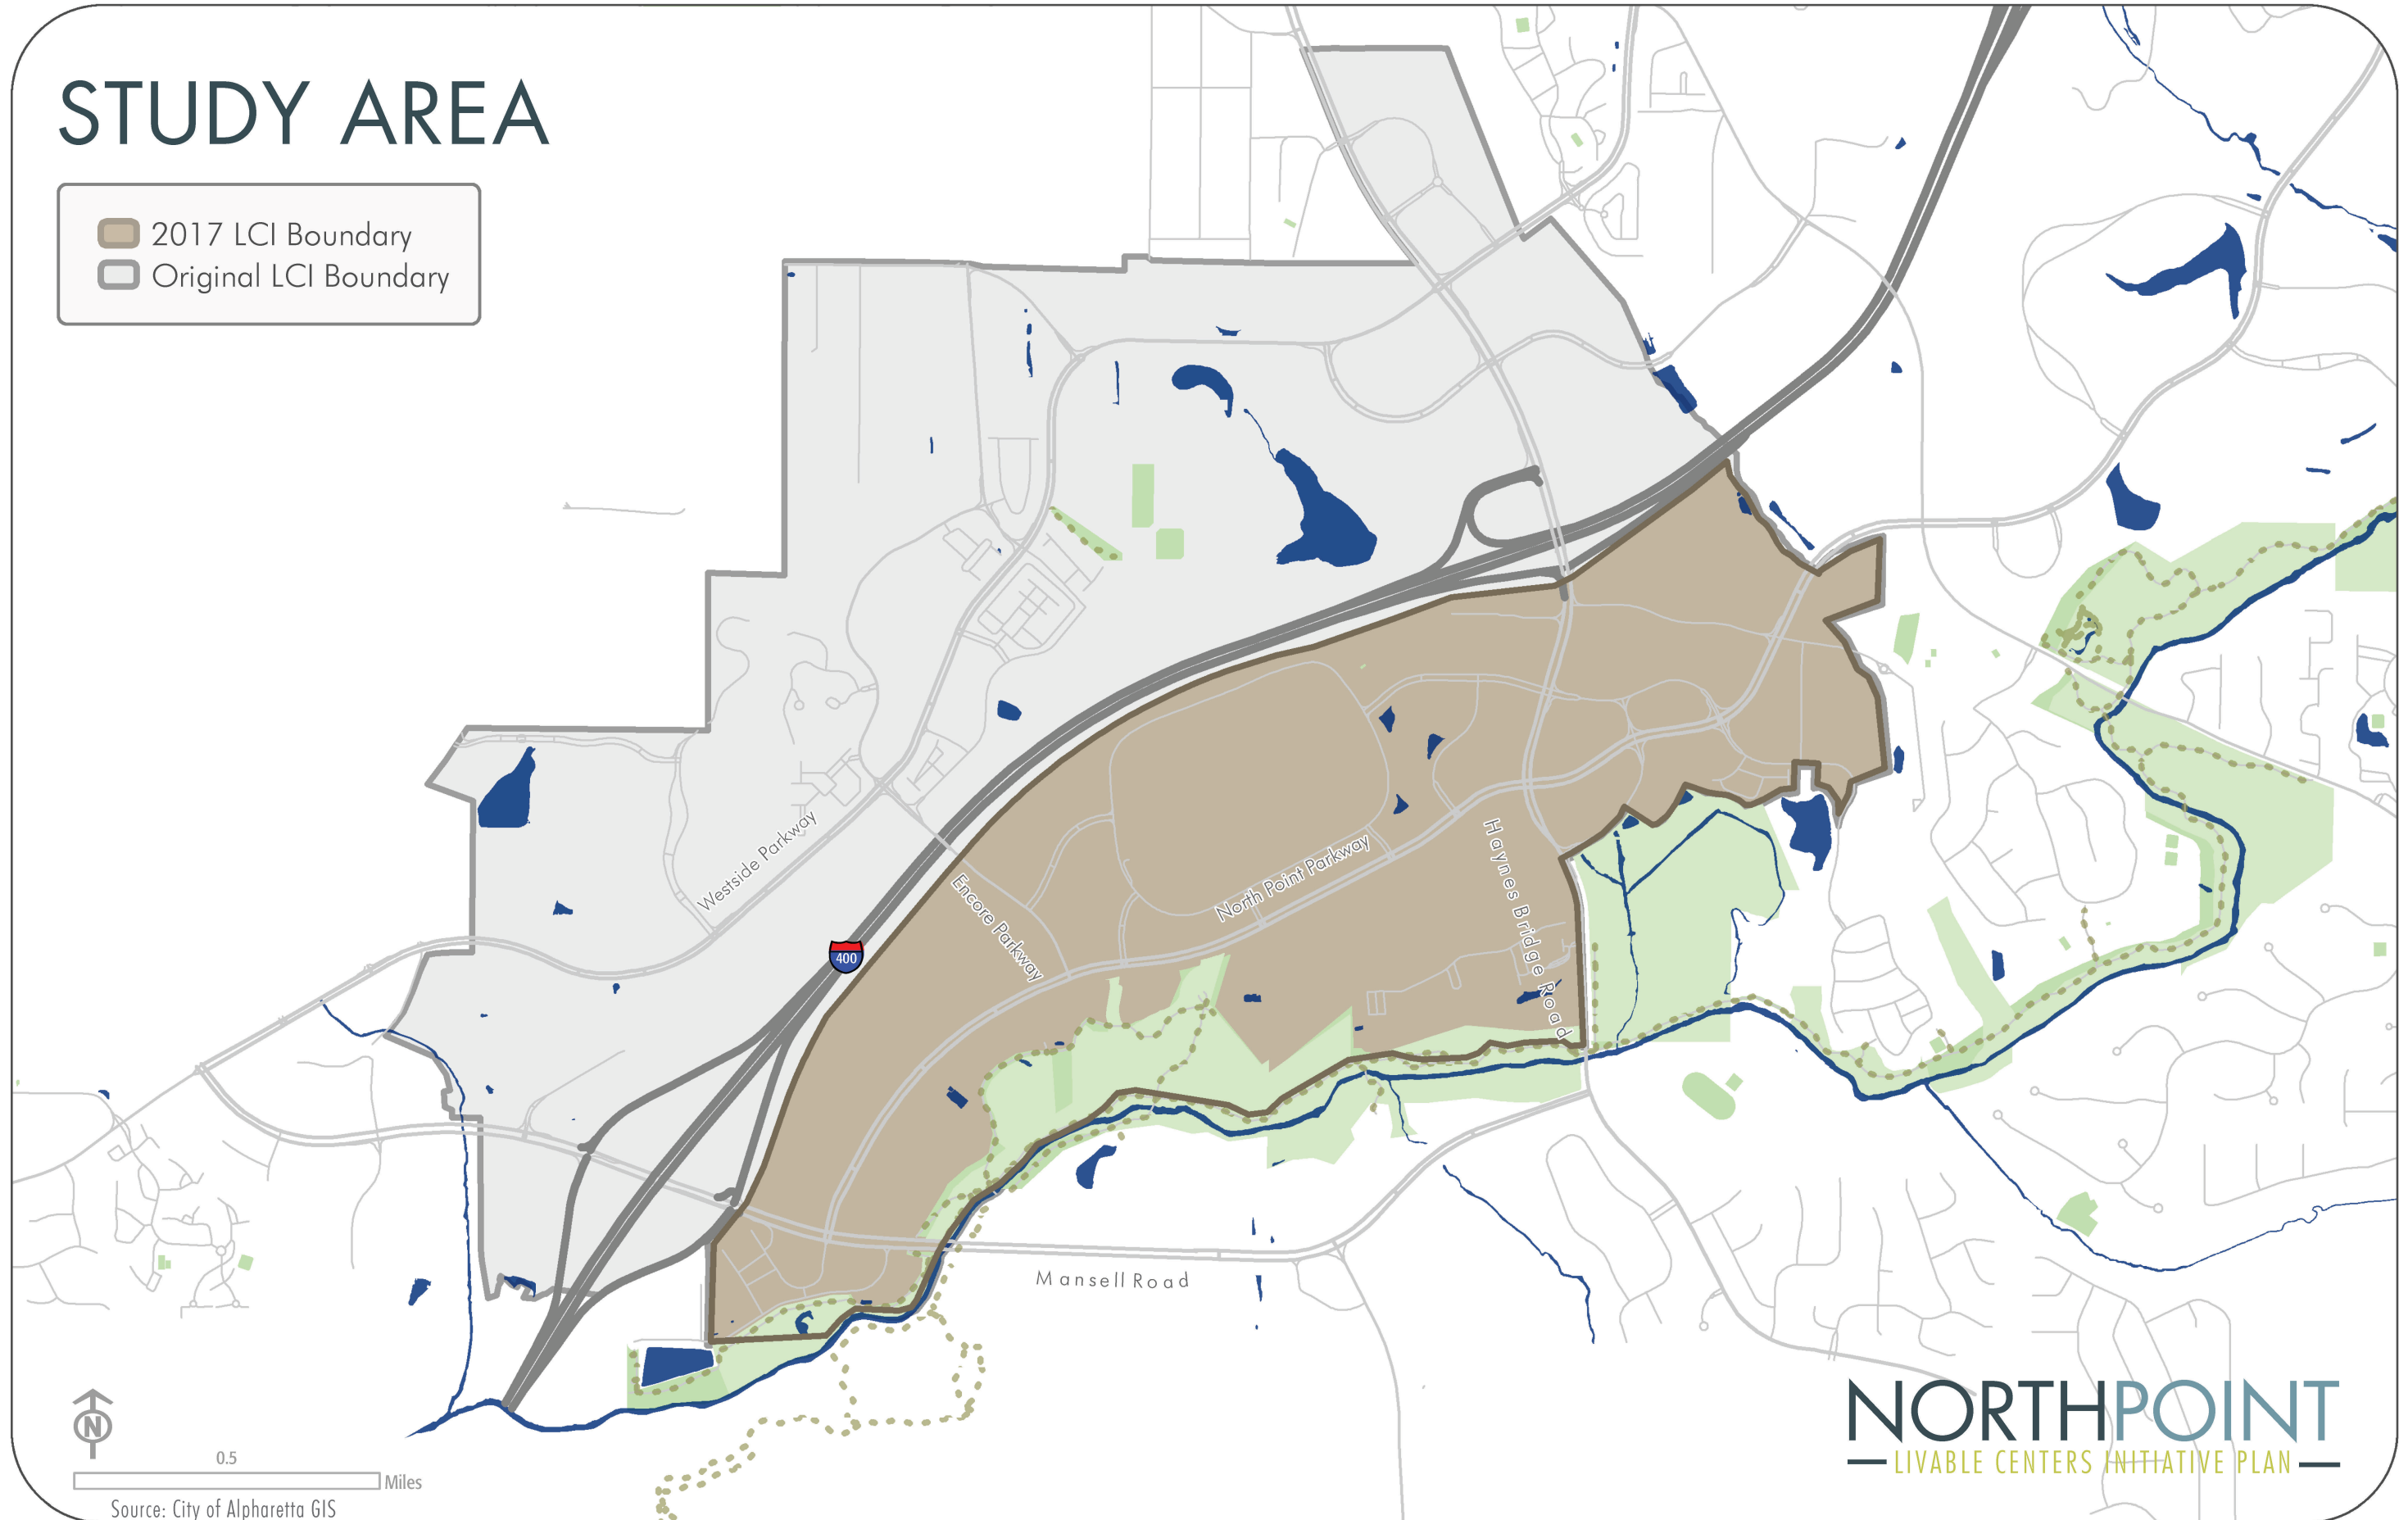 STUDY AREA
2017 LCI Boundary
Original LCI Boundary
Westside Parkway
Encore Parkway
North Point Parkway
Haynes Bridge Road
400
Mansell Road
N
0.5
Miles
Source: City of Alpharetta GIS
NORTHPOINT
LIVABLE CENTERS INITIATIVE PLAN